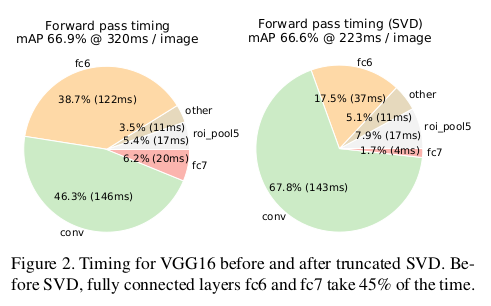 Forward pass timing
mAP 66.9% @ 320ms / image
fc6
38.7% (122ms)
other
3.5% (11ms)
roi_pool5
5.4% (17ms)
6.2% (20ms)
fc7
46.3% (146ms)
conv
Forward pass timing (SVD)
mAP 66.6% @ 223ms / image
fc6
17.5% (37ms)
other
5.1% (11ms)
roi_pool5
7.9% (17ms)
1.7% (4ms)
fc7
67.8% (143ms)
conv
Figure 2. Timing for VGG16 before and after truncated SVD. Be-
fore SVD, fully connected layers fc6 and fc7 take 45% of the time.